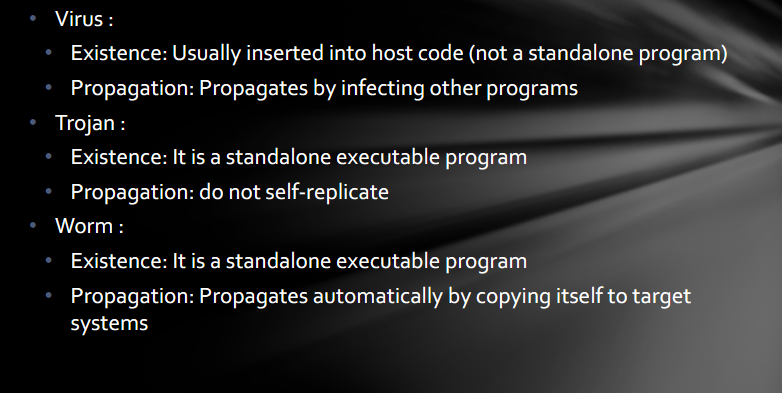 Virus :
Existence: Usually inserted into host code (not a standalone program)
Propagation: Propagates by infecting other programs
Trojan :
Existence: It is a standalone executable program
Propagation: do not self-replicate
Worm :
Existence: It is a standalone executable program
Propagation: Propagates automatically by copying itself to target
systems